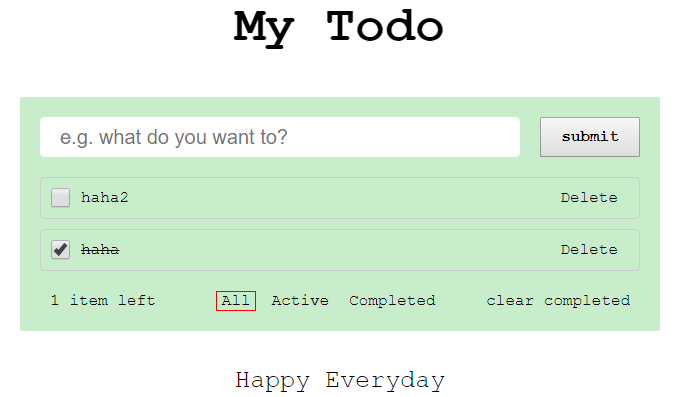 My Todo
e.g. what do you want to? submit
haha2 Delete
haha Delete
1 item left All Active Completed clear completed
Happy Everyday